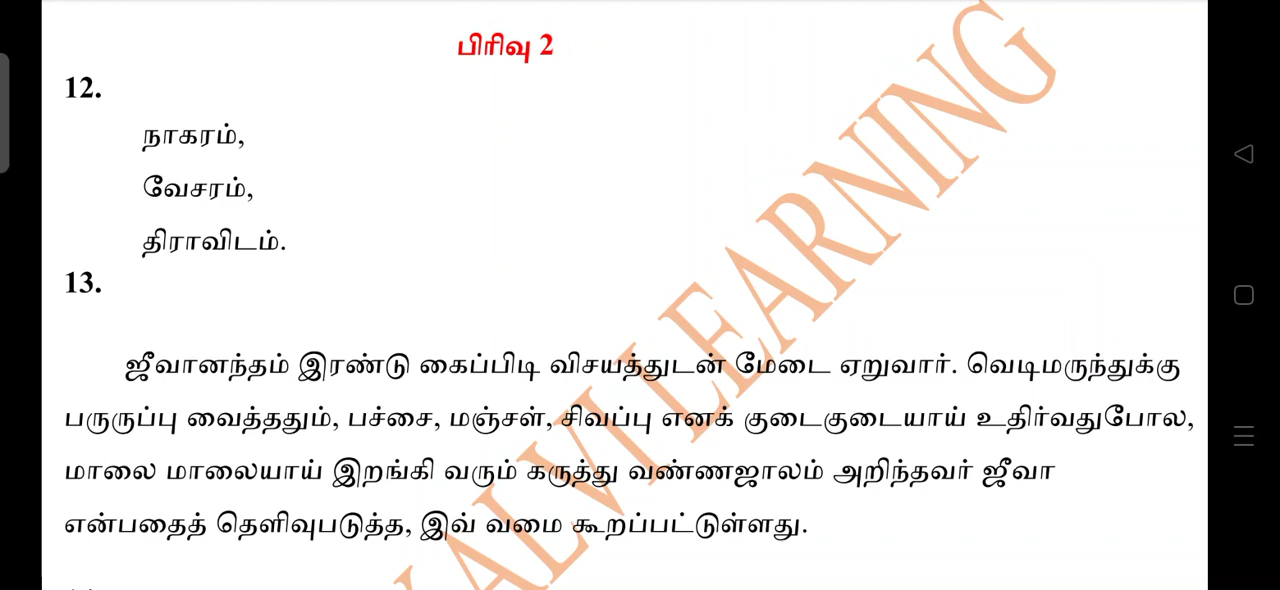 பிரிவு 2
12.
நாகரம்,
வேசரம்,
திராவிடம்.
13.
ஜீவானந்தம் இரண்டு கைப்பிடி விசயத்துடன் மேடை ஏறுவார். வெடிமருந்துக்கு
பருருப்பு வைத்ததும், பச்சை, மஞ்சள், சிவப்பு எனக் குடைகுடையாய் உதிர்வதுபோல,
மாலை மாலையாய் இறங்கி வரும் கருத்து வண்ணஜாலம் அறிந்தவர் ஜீவா
என்பதைத் தெளிவுபடுத்த, இவ் வமை கூறப்பட்டுள்ளது.
KALVI LEARNING